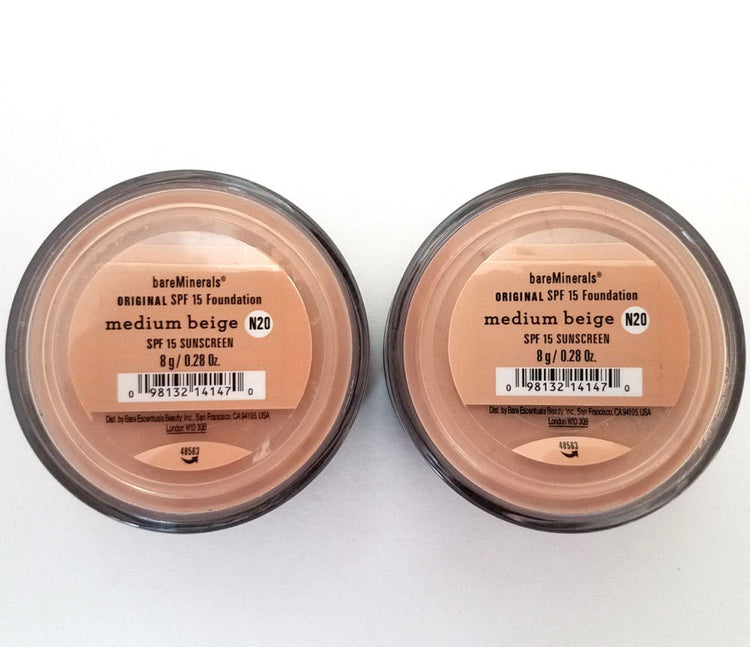 bareMinerals®
ORIGINAL SPF 15 Foundation
medium beige N20
SPF 15 SUNSCREEN
8 g / 0.28 Oz.
0 98132 14147 0
Dist. by Bare Escentuals Beauty, Inc., San Francisco, CA 94105, USA
London W1D 3QB
48563
bareMinerals®
ORIGINAL SPF 15 Foundation
medium beige N20
SPF 15 SUNSCREEN
8 g / 0.28 Oz.
0 98132 14147 0
Dist. by Bare Escentuals Beauty, Inc., San Francisco, CA 94105, USA
London W1D 3QB
48563